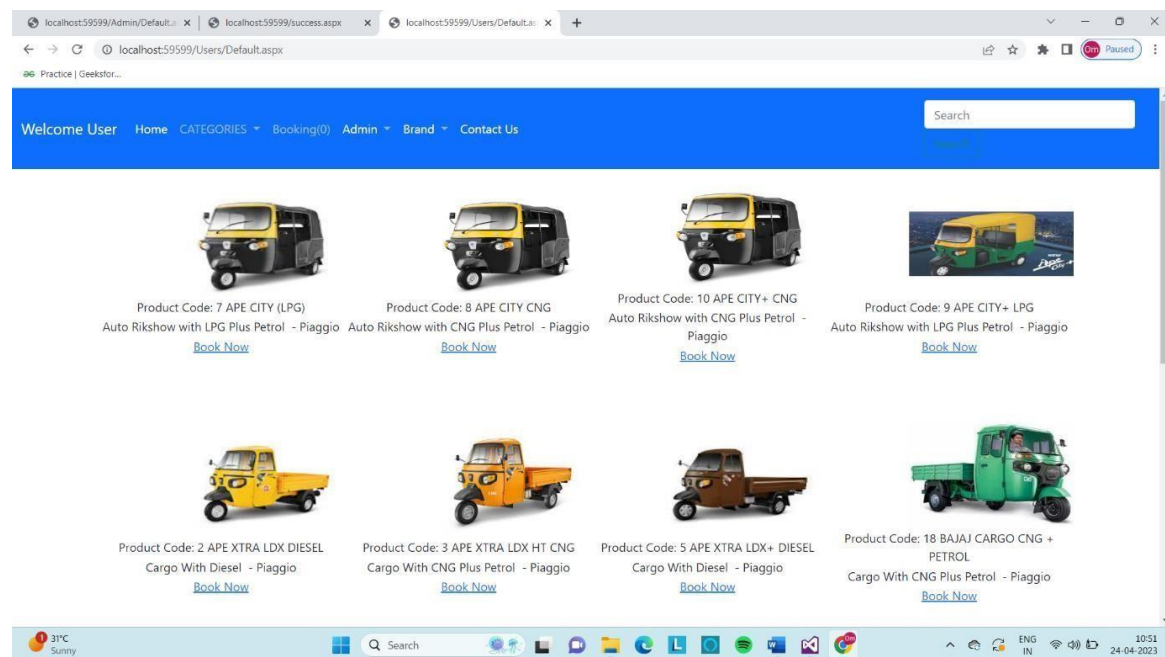 localhost:59599/Admin/Default.a
localhost:59599/success.aspx
localhost:59599/Users/Default.as
localhost:59599/Users/Default.aspx
Om Paused
GG Practice | Geeksfor...
Welcome User Home CATEGORIES Booking(0) Admin Brand Contact Us
Search
Product Code: 7 APE CITY (LPG)
Auto Rikshow with LPG Plus Petrol - Piaggio
Book Now
Product Code: 8 APE CITY CNG
Auto Rikshow with CNG Plus Petrol - Piaggio
Book Now
Product Code: 10 APE CITY+ CNG
Auto Rikshow with CNG Plus Petrol -
Piaggio
Book Now
Product Code: 9 APE CITY+ LPG
Auto Rikshow with LPG Plus Petrol - Piaggio
Book Now
Product Code: 2 APE XTRA LDX DIESEL
Cargo With Diesel - Piaggio
Book Now
Product Code: 3 APE XTRA LDX HT CNG
Cargo With CNG Plus Petrol - Piaggio
Book Now
Product Code: 5 APE XTRA LDX+ DIESEL
Cargo With Diesel - Piaggio
Book Now
Product Code: 18 BAJAJ CARGO CNG +
PETROL
Cargo With CNG Plus Petrol - Piaggio
Book Now
1
31°C
Sunny
Search
L
Om
ENG
IN
10:51
24-04-2023